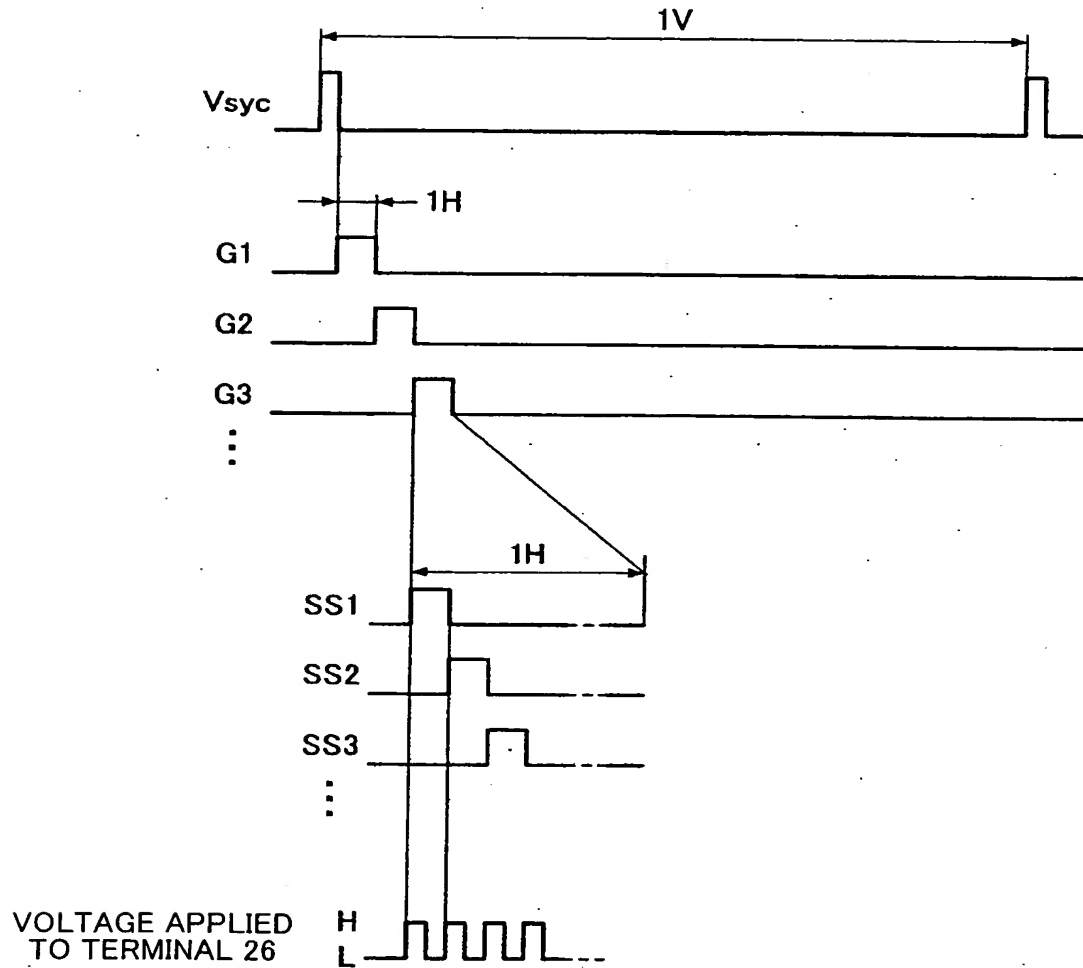 1V
Vsyc
1H
G1
G2
G3
1H
SS1
SS2
SS3
VOLTAGE APPLIED
TO TERMINAL 26
H
L